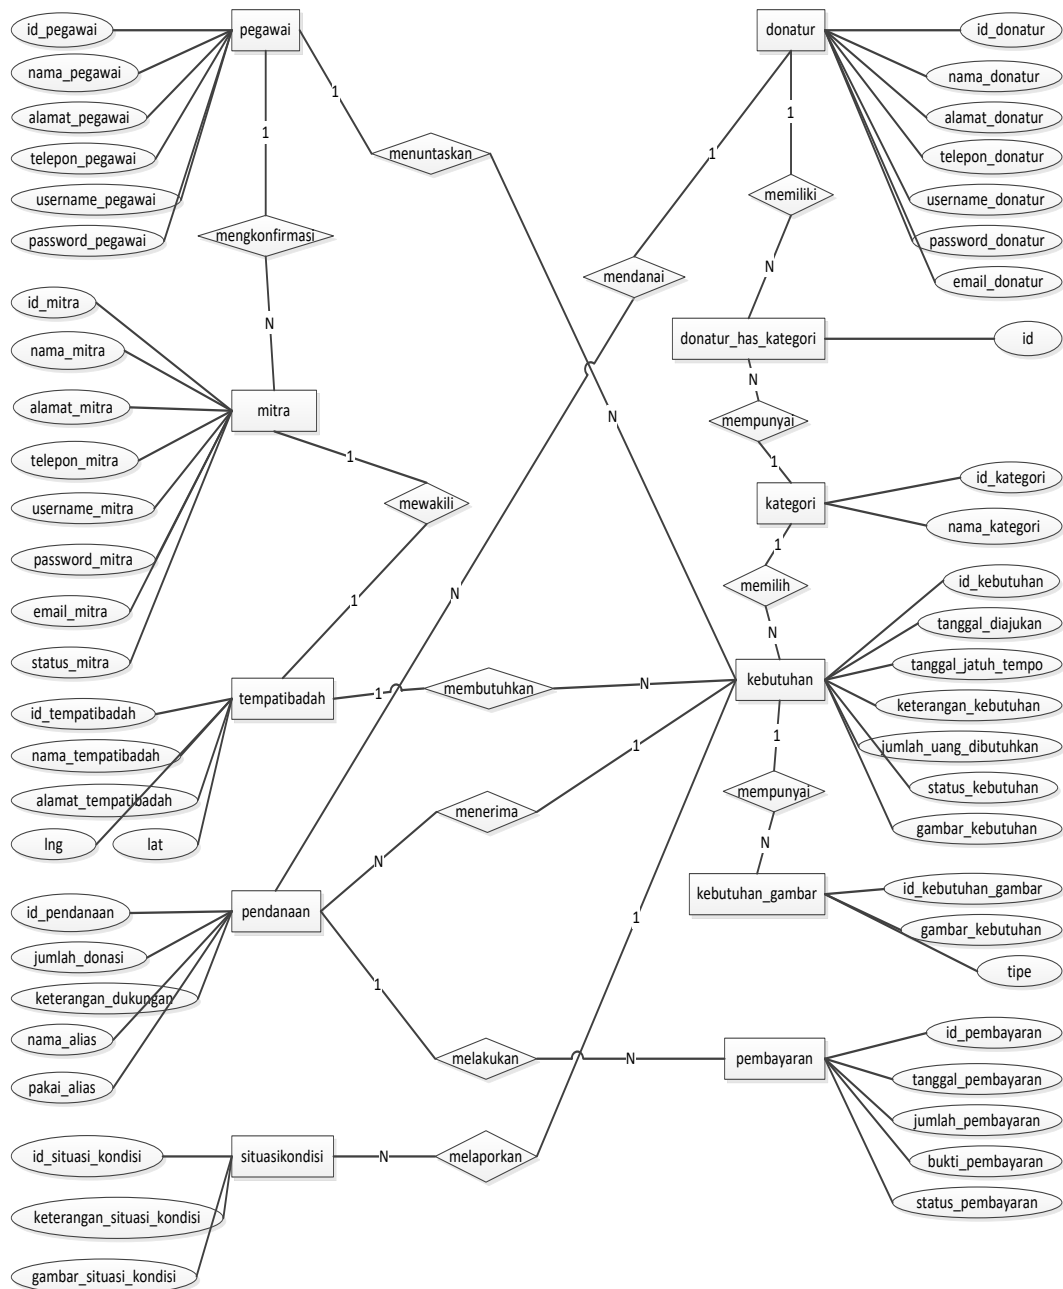 id_pegawai
pegawai
donatur
id_donatur
nama_pegawai
nama_donatur
1
alamat_pegawai
1
alamat_donatur
1
menuntaskan
1
telepon_pegawai
telepon_donatur
username_pegawai
memiliki
username_donatur
password_pegawai
mengkonfirmasi
password_donatur
N
mendanai
email_donatur
id_mitra
N
nama_mitra
donatur_has_kategori
id
N
alamat_mitra
mitra
N
mempunyai
telepon_mitra
1
1
id_kategori
username_mitra
mewakili
kategori
nama_kategori
1
password_mitra
memilih
id_kebutuhan
N
email_mitra
1
tanggal_diajukan
N
status_mitra
tanggal_jatuh_tempo
id_tempatibadah
tempatibadah
1
membutuhkan
N
kebutuhan
keterangan_kebutuhan
nama_tempatibadah
1
1
jumlah_uang_dibutuhkan
alamat_tempatibadah
mempunyai
status_kebutuhan
menerima
lng
lat
N
gambar_kebutuhan
N
id_pendanaan
pendanaan
kebutuhan_gambar
id_kebutuhan_gambar
1
gambar_kebutuhan
jumlah_donasi
tipe
1
keterangan_dukungan
nama_alias
id_pembayaran
pakai_alias
melakukan
N
pembayaran
tanggal_pembayaran
jumlah_pembayaran
id_situasi_kondisi
situasikondisi
N
melaporkan
bukti_pembayaran
status_pembayaran
keterangan_situasi_kondisi
gambar_situasi_kondisi